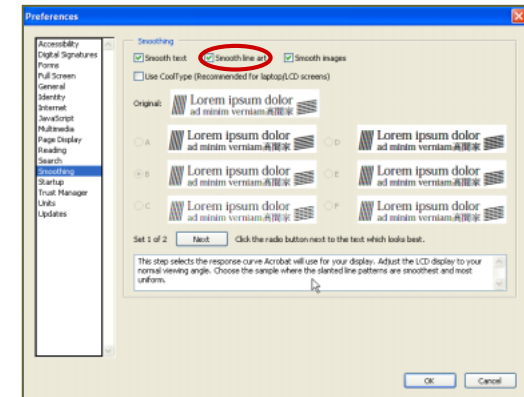 Preferences
Accessibility
Digital Signatures
Forms
Full Screen
General
Identity
Internet
JavaScript
Multimedia
Page Display
Reading
Search
Smoothing
Startup
Trust Manager
Units
Updates
Smoothing
Smooth text Smooth line art Smooth images
Use CoolType (Recommended for laptop/LCD screens)
Original: Lorem ipsum dolor
ad minim verniam
A Lorem ipsum dolor D Lorem ipsum dolor
ad minim verniam ad minim verniam
B Lorem ipsum dolor E Lorem ipsum dolor
ad minim verniam ad minim verniam
C Lorem ipsum dolor F Lorem ipsum dolor
ad minim verniam ad minim verniam
Set 1 of 2 Next Click the radio button next to the text which looks best.
This step selects the response curve Acrobat will use for your display. Adjust the LCD display to your
normal viewing angle. Choose the sample where the slanted line patterns are smoothest and most
uniform.
OK Cancel